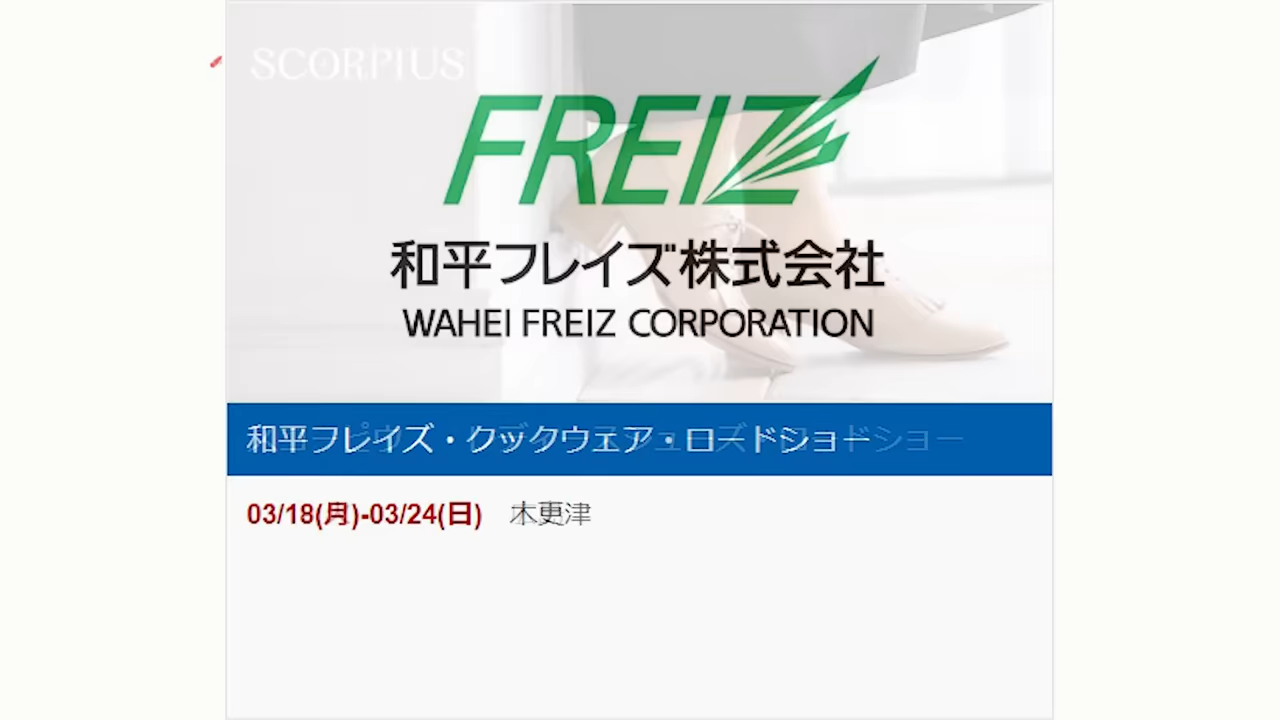 SCORPIUS
FREIZ
和平フレイズ株式会社
WAHEI FREIZ CORPORATION
和平フレイズ・クックウェア・ロードショー
03/18(月)-03/24(日) 木更津